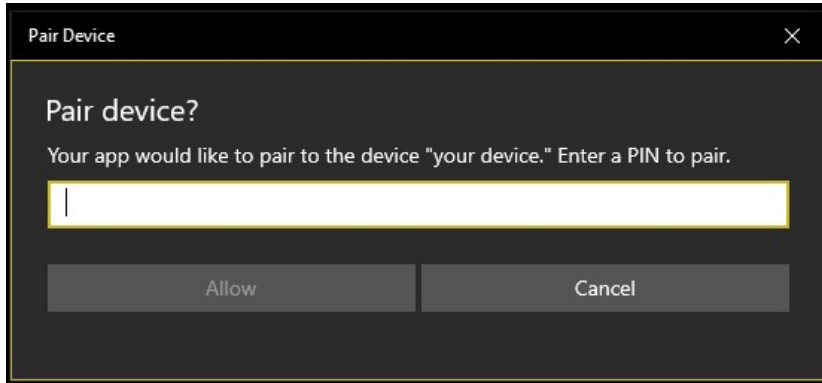 Pair Device
Pair device?
Your app would like to pair to the device "your device." Enter a PIN to pair.
Allow
Cancel